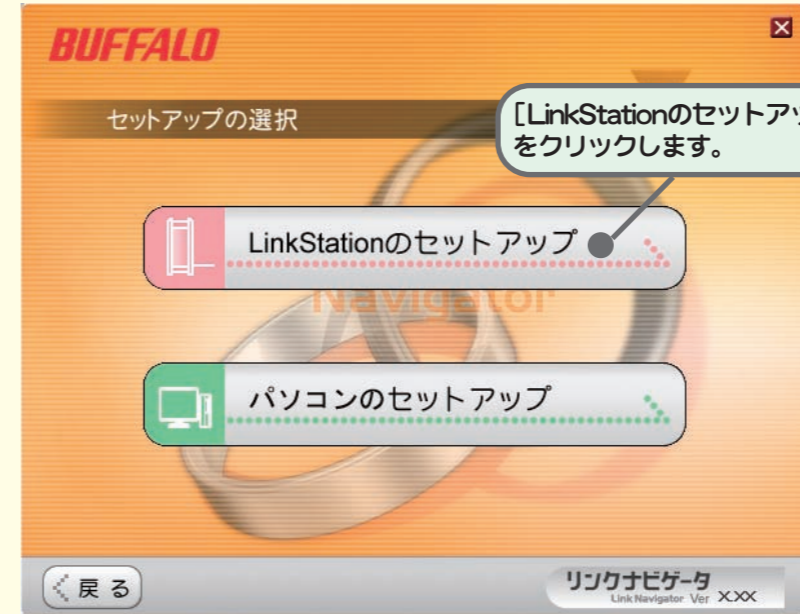 BUFFALO
セットアップの選択
[LinkStationのセットアッ
をクリックします。
LinkStationのセットアップ
Navigator
パソコンのセットアップ
戻る
リンクナビゲータ
Link Navigator Ver X.XX